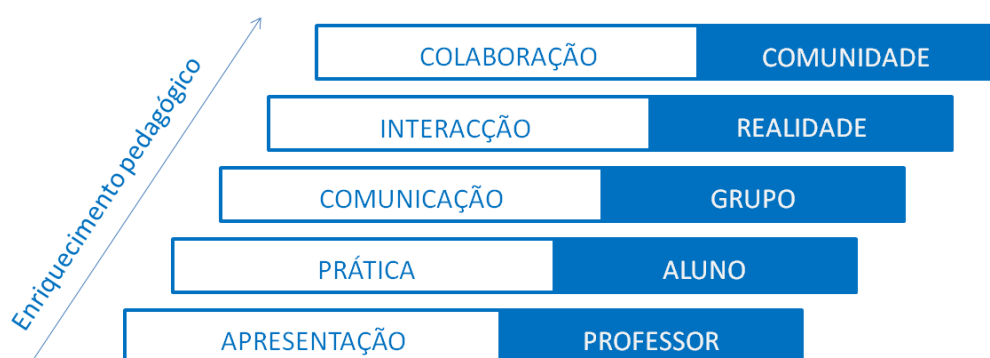 COLABORAÇÃO COMUNIDADE
INTERACÇÃO REALIDADE
COMUNICAÇÃO GRUPO
PRÁTICA ALUNO
APRESENTAÇÃO PROFESSOR
Enriquecimento pedagógico